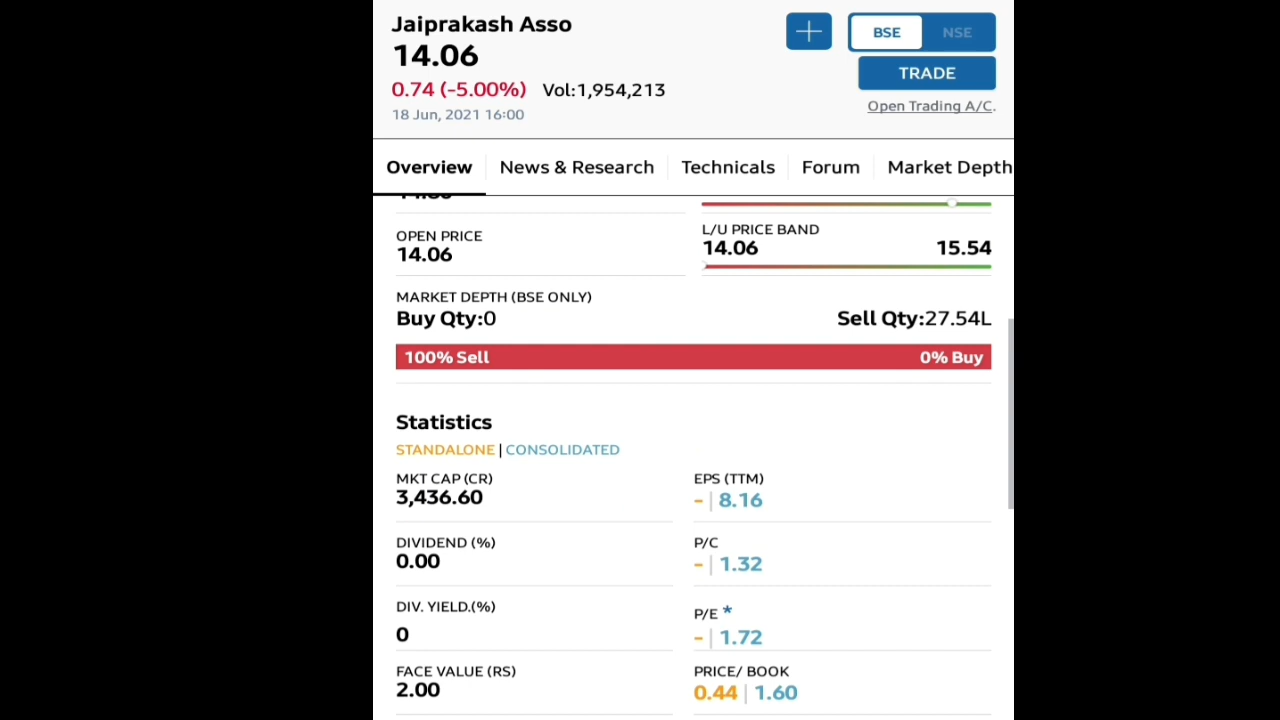 Jaiprakash Asso
14.06
0.74 (-5.00%) Vol:1,954,213
18 Jun, 2021 16:00
BSE NSE
TRADE
Open Trading A/C.
Overview News & Research Technicals Forum Market Depth
OPEN PRICE
14.06
L/U PRICE BAND
14.06 15.54
MARKET DEPTH (BSE ONLY)
Buy Qty:0 Sell Qty:27.54L
100% Sell 0% Buy
Statistics
STANDALONE | CONSOLIDATED
MKT CAP (CR)
3,436.60
EPS (TTM)
- | 8.16
DIVIDEND (%)
0.00
P/C
- | 1.32
DIV. YIELD.(%)
0
P/E *
- | 1.72
FACE VALUE (RS)
2.00
PRICE/ BOOK
0.44 | 1.60